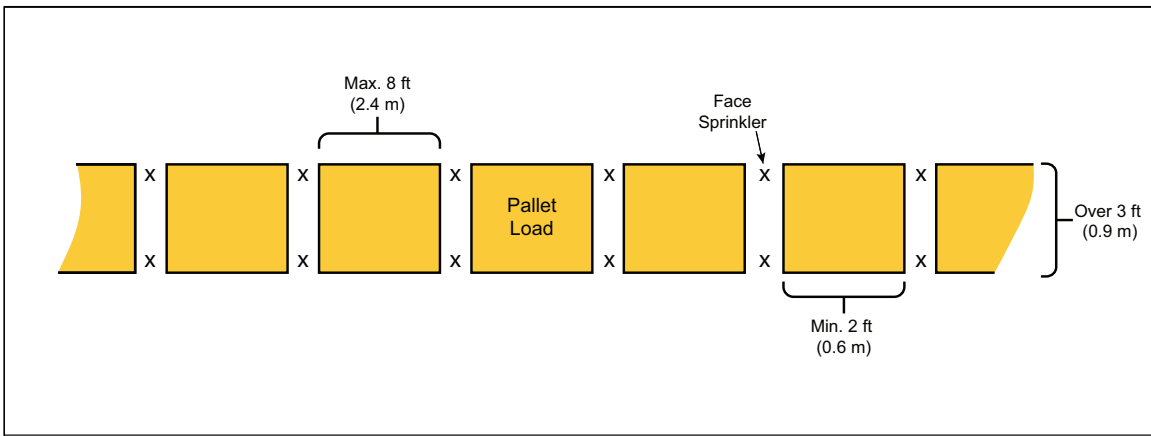 Max. 8 ft
(2.4 m)
Face
Sprinkler
x x x x x x
Pallet
Load
Over 3 ft
(0.9 m)
x x x x x x
Min. 2 ft
(0.6 m)